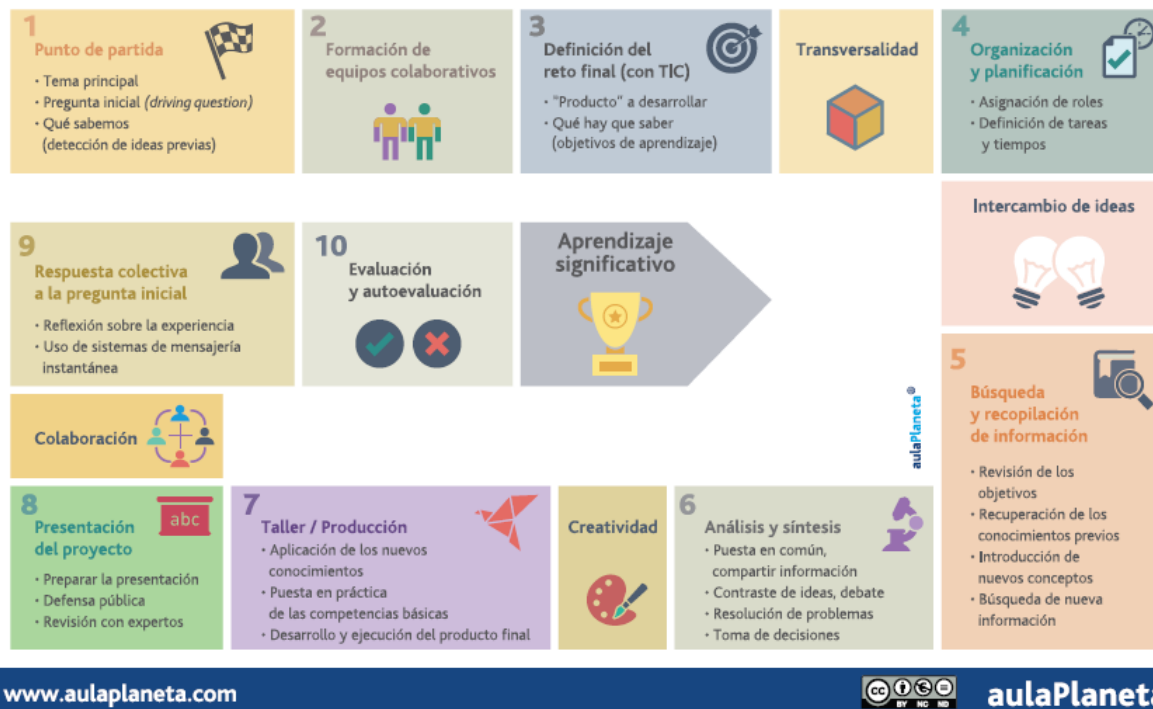 1
Punto de partida
· Tema principal
· Pregunta inicial (driving question)
· Qué sabemos
(detección de ideas previas)
2
Formación de
equipos colaborativos
3
Definición del
reto final (con TIC)
· "Producto" a desarrollar
· Qué hay que saber
(objetivos de aprendizaje)
Transversalidad
4
Organización
y planificación
· Asignación de roles
· Definición de tareas
y tiempos
Intercambio de ideas
5
Búsqueda
y recopilación
de información
· Revisión de los
objetivos
· Recuperación de los
conocimientos previos
· Introducción de
nuevos conceptos
· Búsqueda de nueva
información
6
Análisis y síntesis
· Puesta en común,
compartir información
· Contraste de ideas, debate
· Resolución de problemas
· Toma de decisiones
Creatividad
7
Taller / Producción
· Aplicación de los nuevos
conocimientos
· Puesta en práctica
de las competencias básicas
· Desarrollo y ejecución del producto final
8
abc
Presentación
del proyecto
· Preparar la presentación
· Defensa pública
· Revisión con expertos
Colaboración
9
Respuesta colectiva
a la pregunta inicial
· Reflexión sobre la experiencia
· Uso de sistemas de mensajería
instantánea
10
Evaluación
y autoevaluación
Aprendizaje
significativo
aulaPlaneta®
www.aulaplaneta.com
cc
BY NC ND
aulaPlaneta